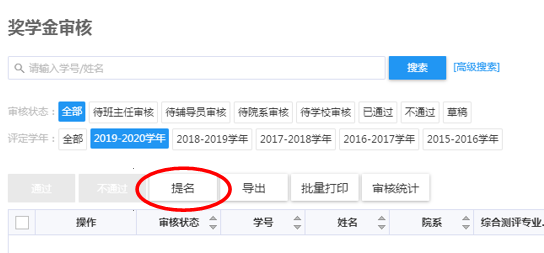 奖学金审核
请输入学号/姓名 搜索 [高级搜索]
审核状态： 全部 待班主任审核 待辅导员审核 待院系审核 待学校审核 已通过 不通过 草稿
评定学年： 全部 2019-2020学年 2018-2019学年 2017-2018学年 2016-2017学年 2015-2016学年
通过 不通过 提名 导出 批量打印 审核统计
操作 审核状态 学号 姓名 院系 综合测评专业...